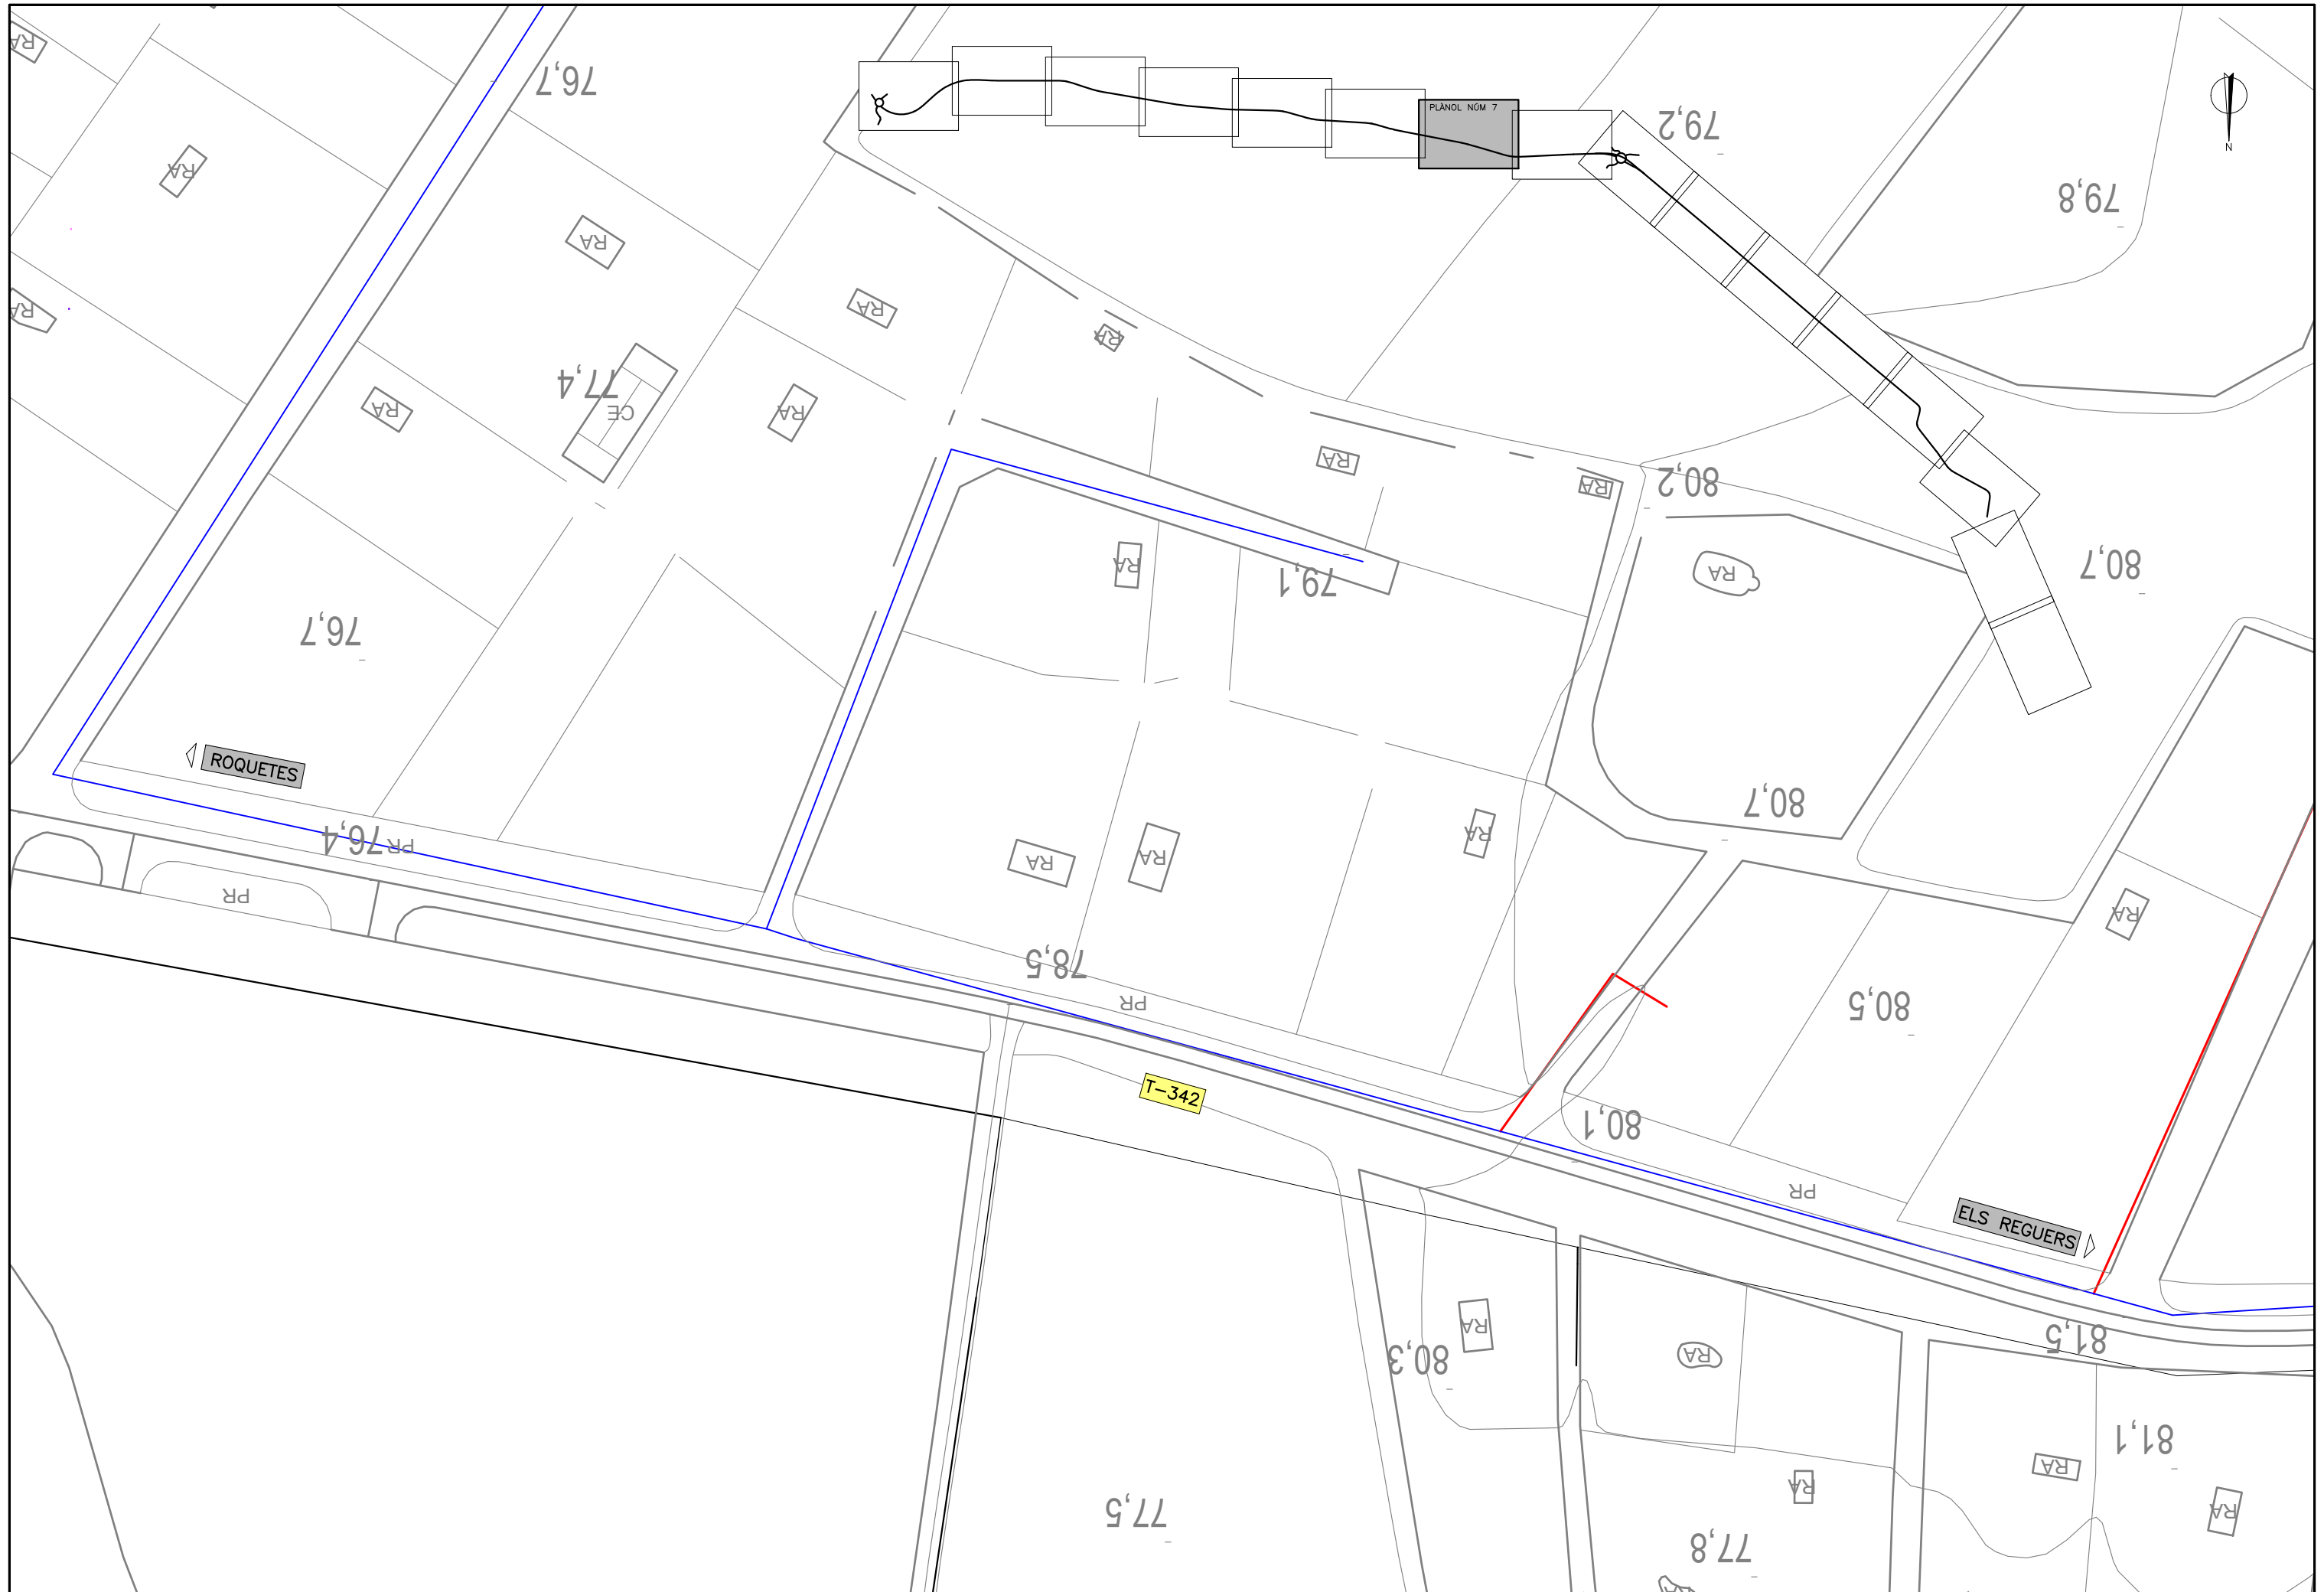 RA
76,7
PLÀNOL NÚM 7
79,2
RA
79,8
N
RA
RA
RA
RA
77,4
CE
RA
RA
RA
80,2
RA
RA
79,1
RA
80,7
76,7
ROQUETES
80,7
76,4
PR
RA
RA
RA
PR
RA
78,5
PR
80,5
T-342
80,1
PR
ELS REGUERS
RA
80,3
RA
81,5
81,1
RA
RA
RA
77,5
77,8